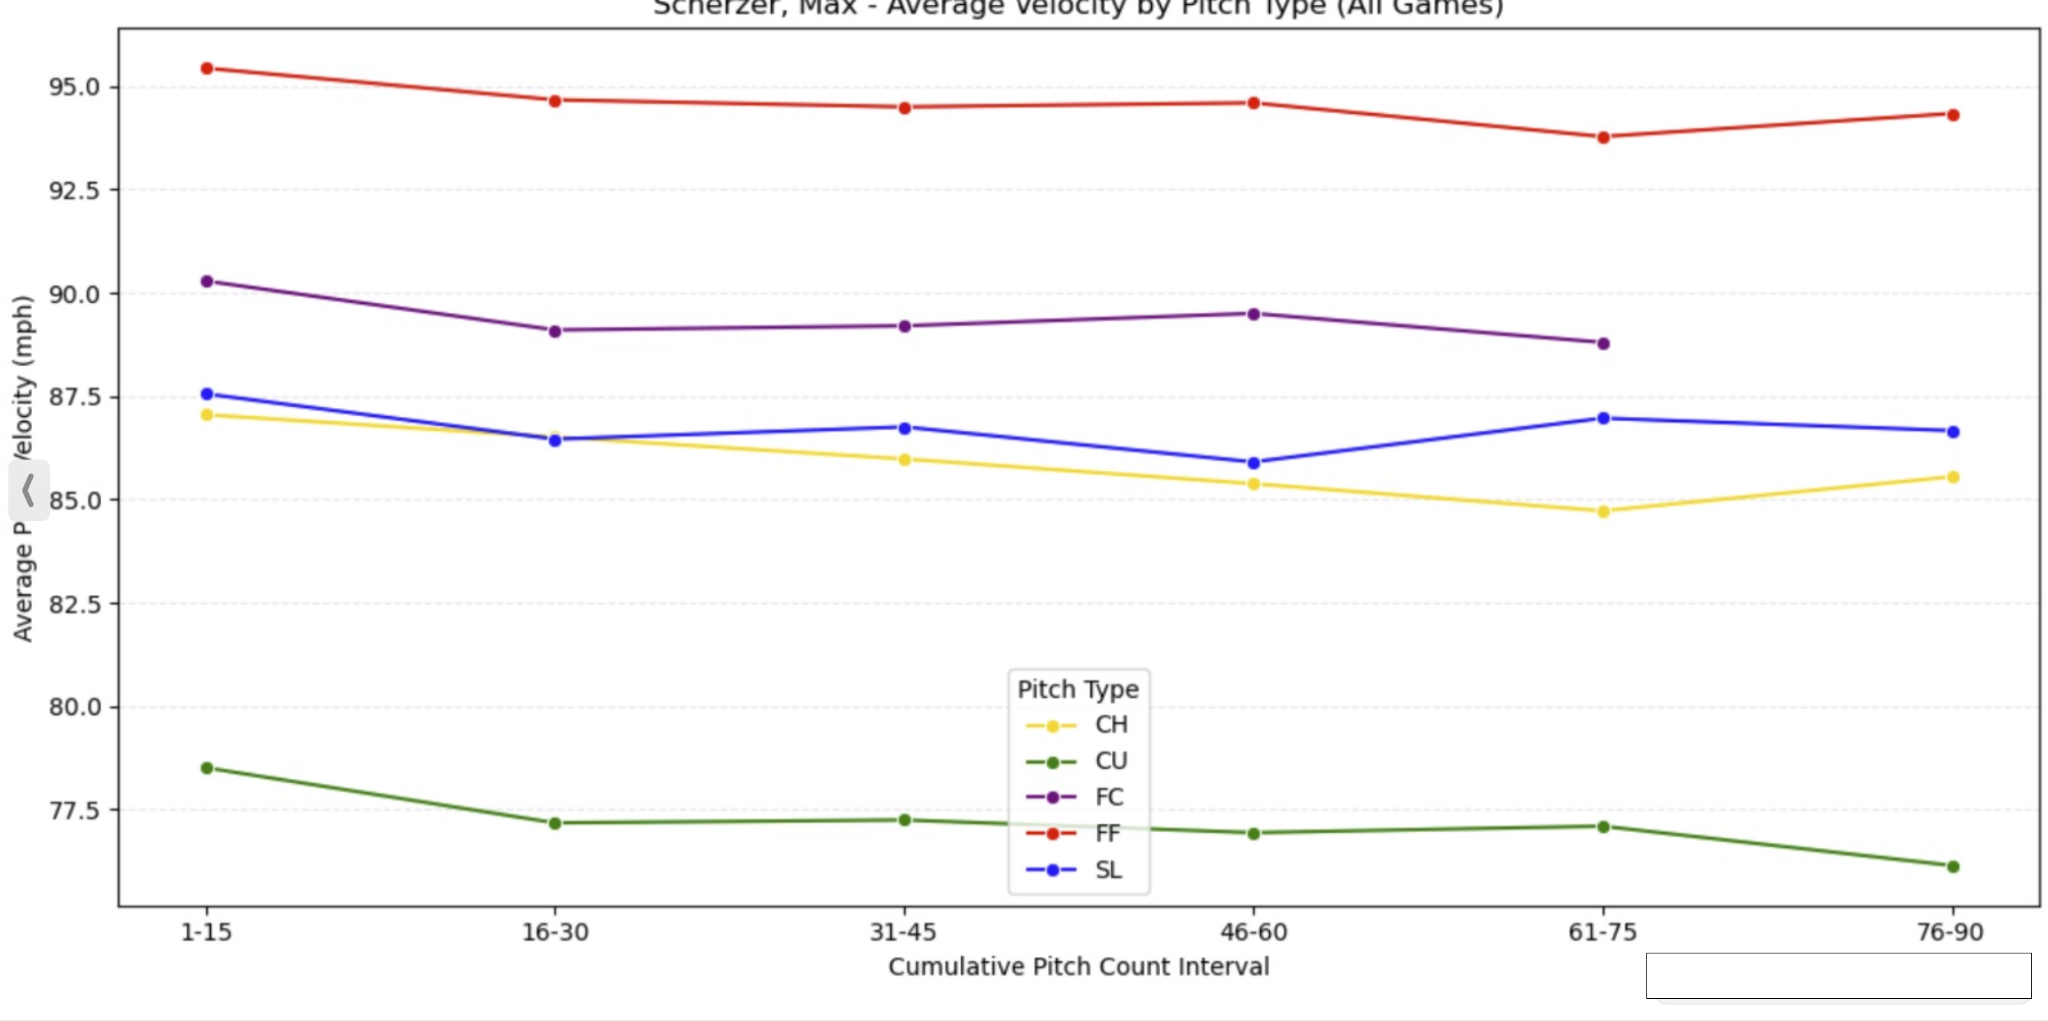 Scherzer, Max - Average Velocity by Pitch Type (All Games)
95.0
92.5
90.0
87.5
85.0
82.5
80.0
77.5
Average P
Velocity (mph)
Pitch Type
CH
CU
FC
FF
SL
1-15
16-30
31-45
46-60
61-75
76-90
Cumulative Pitch Count Interval